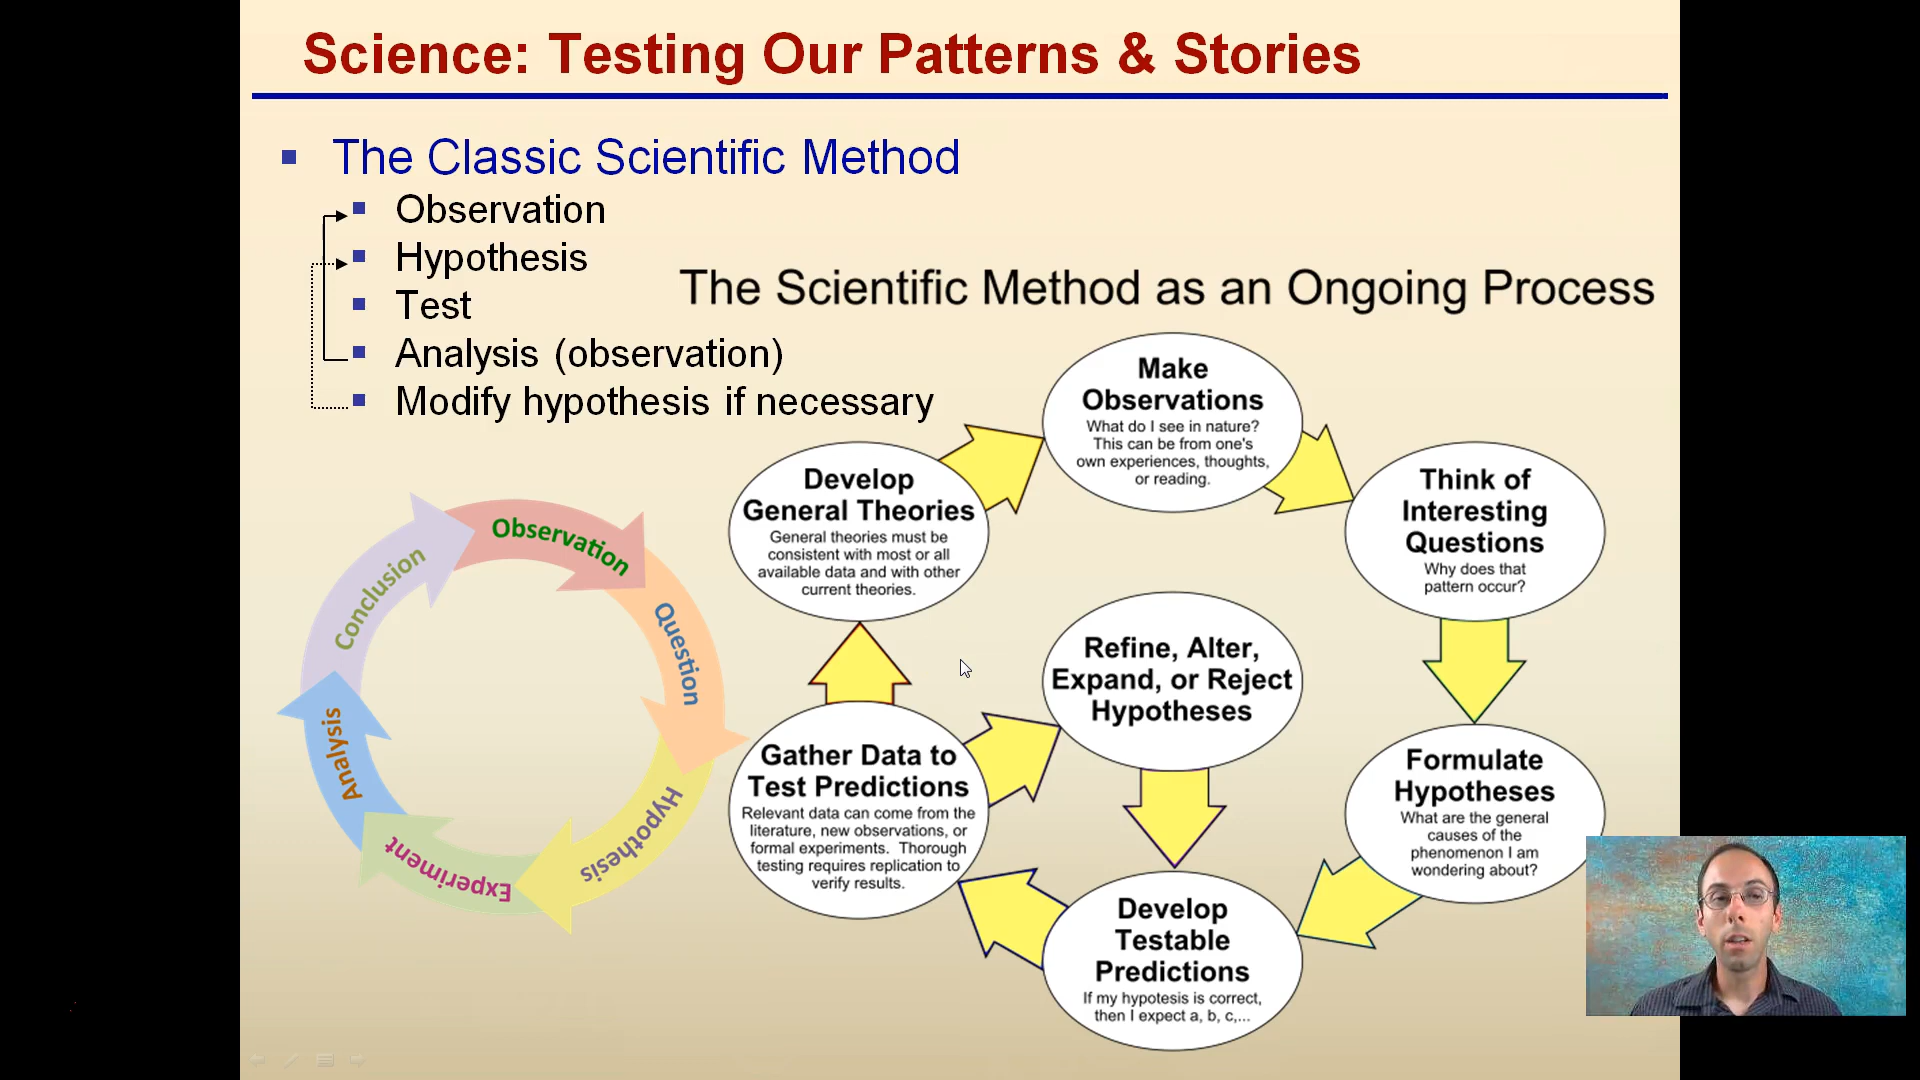 Science: Testing Our Patterns & Stories
The Classic Scientific Method
Observation
Hypothesis
Test
Analysis (observation)
Modify hypothesis if necessary
The Scientific Method as an Ongoing Process
Make
Observations
What do I see in nature?
This can be from one's
own experiences, thoughts,
or reading.
Think of
Interesting
Questions
Why does that
pattern occur?
Formulate
Hypotheses
What are the general
causes of the
phenomenon I am
wondering about?
Develop
Testable
Predictions
If my hypotesis is correct,
then I expect a, b, c,...
Gather Data to
Test Predictions
Relevant data can come from the
literature, new observations, or
formal experiments. Thorough
testing requires replication to
verify results.
Refine, Alter,
Expand, or Reject
Hypotheses
Develop
General Theories
General theories must be
consistent with most or all
available data and with other
current theories.
Observation
Question
Hypothesis
Experiment
Analysis
Conclusion